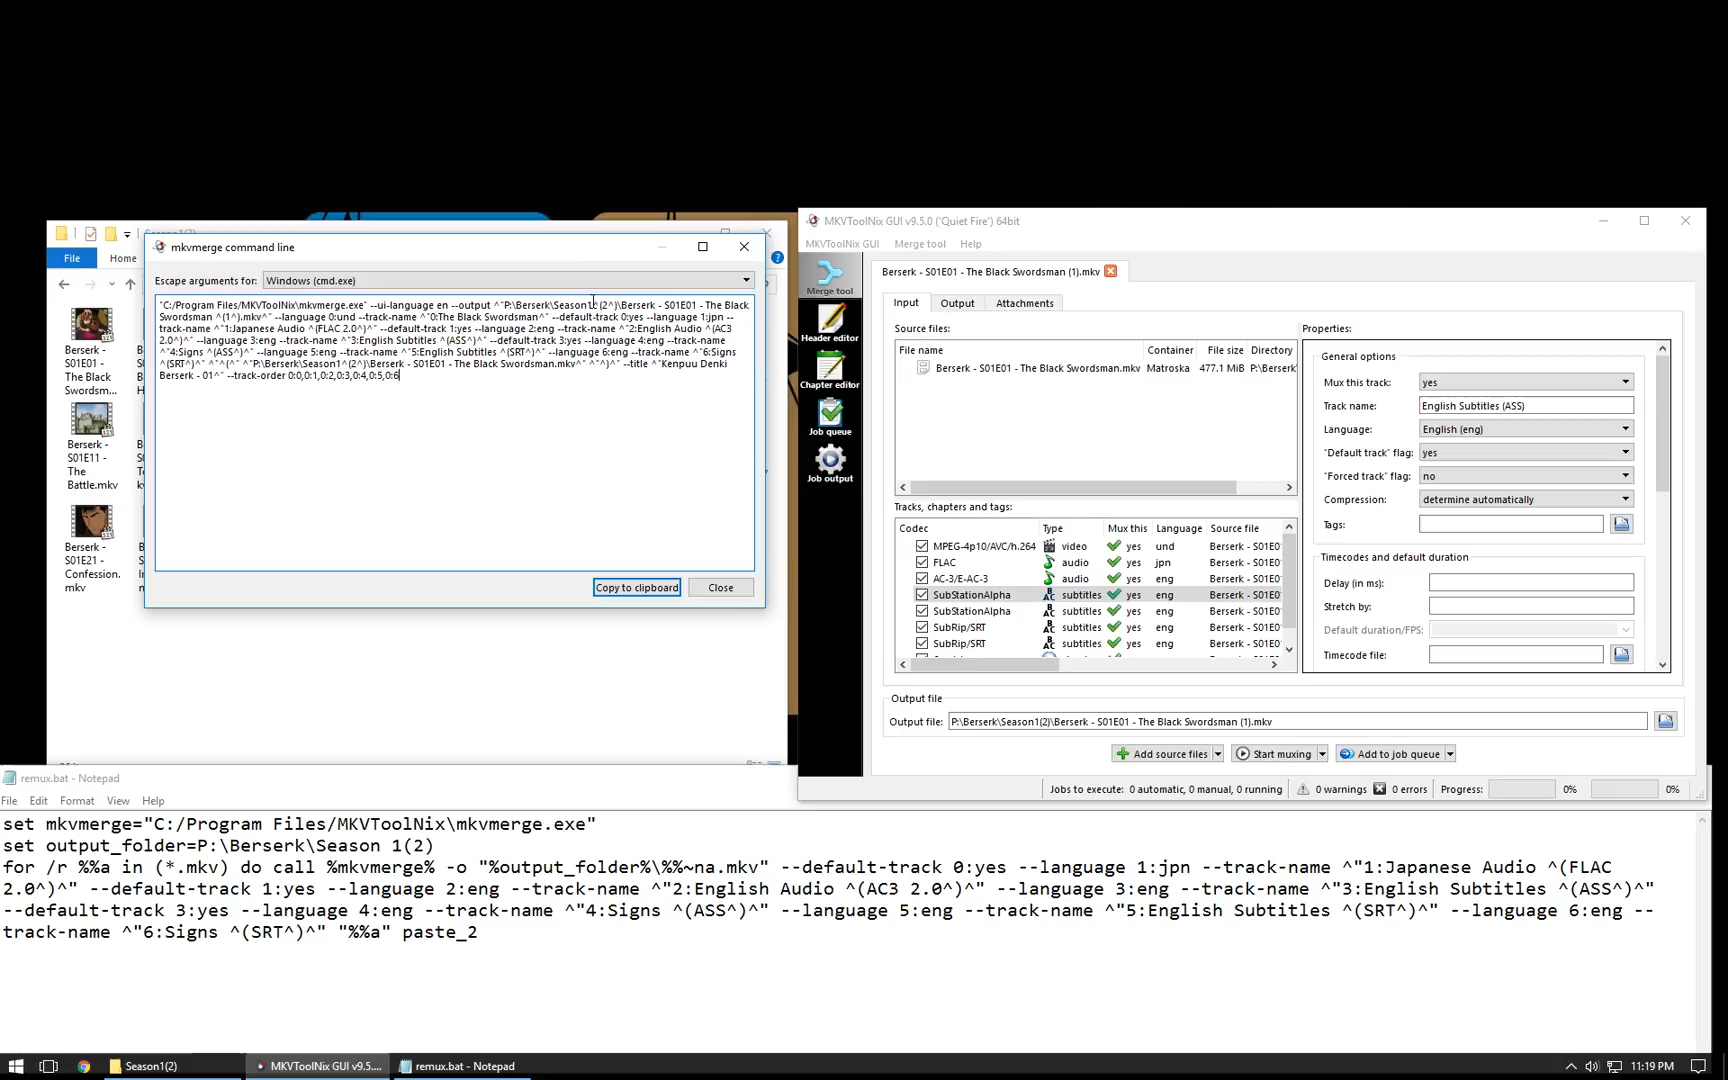 mkvmerge command line
Escape arguments for: Windows (cmd.exe)
"C:/Program Files/MKVToolNix\mkvmerge.exe" --ui-language en --output ^"P:\Berserk\Season1^(2^)\Berserk - S01E01 - The Black
Swordsman ^(1^).mkv^" --language 0:und --track-name ^"0:The Black Swordsman^" --default-track 0:yes --language 1:jpn --
track-name ^"1:Japanese Audio ^(FLAC 2.0^)^" --default-track 1:yes --language 2:eng --track-name ^"2:English Audio ^(AC3
2.0^)^" --language 3:eng --track-name ^"3:English Subtitles ^(ASS^)^" --default-track 3:yes --language 4:eng --track-name
^"4:Signs ^(ASS^)^" --language 5:eng --track-name ^"5:English Subtitles ^(SRT^)^" --language 6:eng --track-name ^"6:Signs
^(SRT^)^" ^"^(^" ^"P:\Berserk\Season1^(2^)\Berserk - S01E01 - The Black Swordsman.mkv^" ^"^)^" --title ^"Kenpuu Denki
Berserk - 01^" --track-order 0:0,0:1,0:2,0:3,0:4,0:5,0:6
Copy to clipboard
Close
File
Home
Berserk -
S01E01 -
The Black
Swordsm...
Berserk -
S01E11 -
The
Battle.mkv
Berserk -
S01E21 -
Confession.
mkv
MKVToolNix GUI v9.5.0 ('Quiet Fire') 64bit
MKVToolNix GUI Merge tool Help
Merge tool
Header editor
Chapter editor
Job queue
Job output
Berserk - S01E01 - The Black Swordsman (1).mkv
Input Output Attachments
Source files:
File name Container File size Directory
Berserk - S01E01 - The Black Swordsman.mkv Matroska 477.1 MiB P:\Berserk\
Tracks, chapters and tags:
Codec Type Mux this Language Source file
MPEG-4p10/AVC/h.264 video yes und Berserk - S01E0
FLAC audio yes jpn Berserk - S01E0
AC-3/E-AC-3 audio yes eng Berserk - S01E0
SubStationAlpha subtitles yes eng Berserk - S01E0
SubStationAlpha subtitles yes eng Berserk - S01E0
SubRip/SRT subtitles yes eng Berserk - S01E0
SubRip/SRT subtitles yes eng Berserk - S01E0
Properties:
General options
Mux this track: yes
Track name: English Subtitles (ASS)
Language: English (eng)
"Default track" flag: yes
"Forced track" flag: no
Compression: determine automatically
Tags:
Timecodes and default duration
Delay (in ms):
Stretch by:
Default duration/FPS:
Timecode file:
Output file
Output file: P:\Berserk\Season1(2)\Berserk - S01E01 - The Black Swordsman (1).mkv
Add source files Start muxing Add to job queue
Jobs to execute: 0 automatic, 0 manual, 0 running 0 warnings 0 errors Progress: 0% 0%
remux.bat - Notepad
File Edit Format View Help
set mkvmerge="C:/Program Files/MKVToolNix\mkvmerge.exe"
set output_folder=P:\Berserk\Season 1(2)
for /r %%a in (*.mkv) do call %mkvmerge% -o "%output_folder%\%%~na.mkv" --default-track 0:yes --language 1:jpn --track-name ^"1:Japanese Audio ^(FLAC
2.0^)^" --default-track 1:yes --language 2:eng --track-name ^"2:English Audio ^(AC3 2.0^)^" --language 3:eng --track-name ^"3:English Subtitles ^(ASS^)^"
--default-track 3:yes --language 4:eng --track-name ^"4:Signs ^(ASS^)^" --language 5:eng --track-name ^"5:English Subtitles ^(SRT^)^" --language 6:eng --
track-name ^"6:Signs ^(SRT^)^" "%%a" paste_2
Season1(2)
MKVToolNix GUI v9.5....
remux.bat - Notepad
11:19 PM